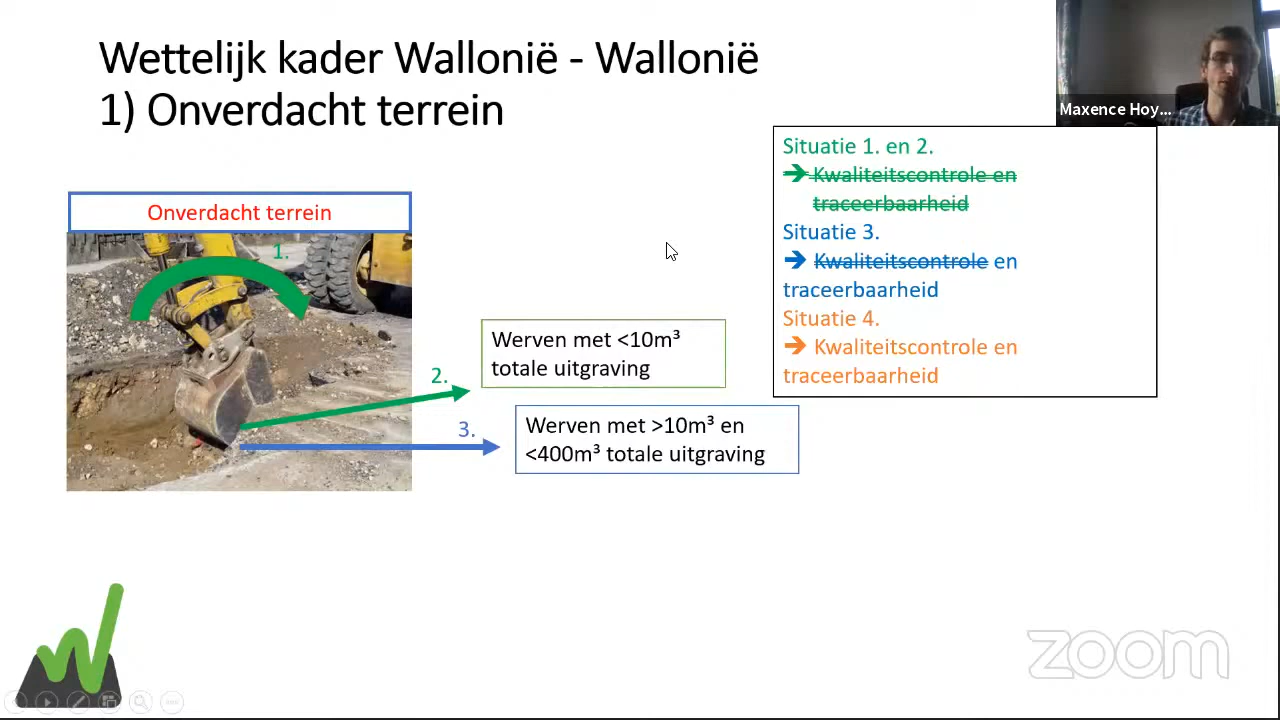 Wettelijk kader Wallonië - Wallonië
1) Onverdacht terrein
Maxence Hoy...
Situatie 1. en 2.
➔ Kwaliteitscontrole en
traceerbaarheid
Situatie 3.
➔ Kwaliteitscontrole en
traceerbaarheid
Situatie 4.
➔ Kwaliteitscontrole en
traceerbaarheid
Onverdacht terrein
1.
2.
Werven met <10m³
totale uitgraving
3.
Werven met >10m³ en
<400m³ totale uitgraving
zoom